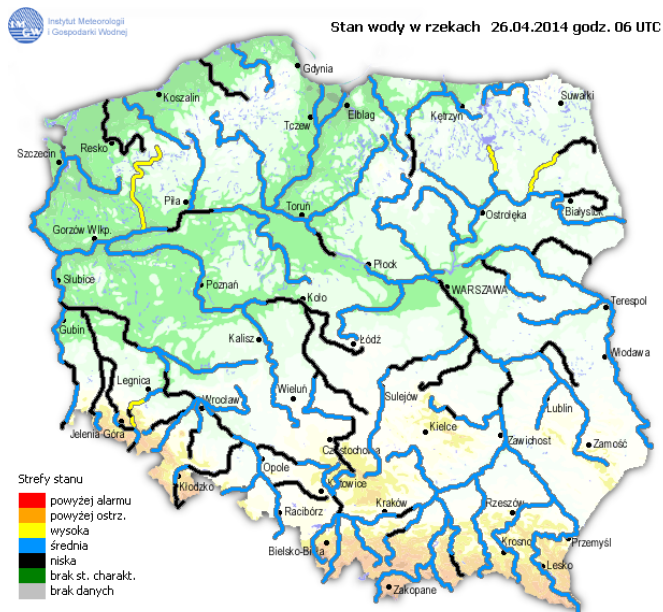 Instytut Meteorologii
i Gospodarki Wodnej
IMGW
Stan wody w rzekach 26.04.2014 godz. 06 UTC
Gdynia
Koszalin
Suwałki
Elbląg
Kętrzyn
Tczew
Resko
Szczecin
Piła
Toruń
Ostrołęka
Białystok
Gorzów Wlkp.
Płock
Słubice
Poznań
WARSZAWA
Koło
Terespol
Gubin
Kalisz
Łódź
Włodawa
Legnica
Wieluń
Sulejów
Wrocław
Lublin
Jelenia Góra
Kielce
Zawichost
Zamość
Częstochowa
Opole
Kłodzko
Katowice
Racibórz
Kraków
Rzeszów
Bielsko-Biała
Krosno
Przemyśl
Lesko
Zakopane
Strefy stanu
powyżej alarmu
powyżej ostrz.
wysoka
średnia
niska
brak st. charakt.
brak danych